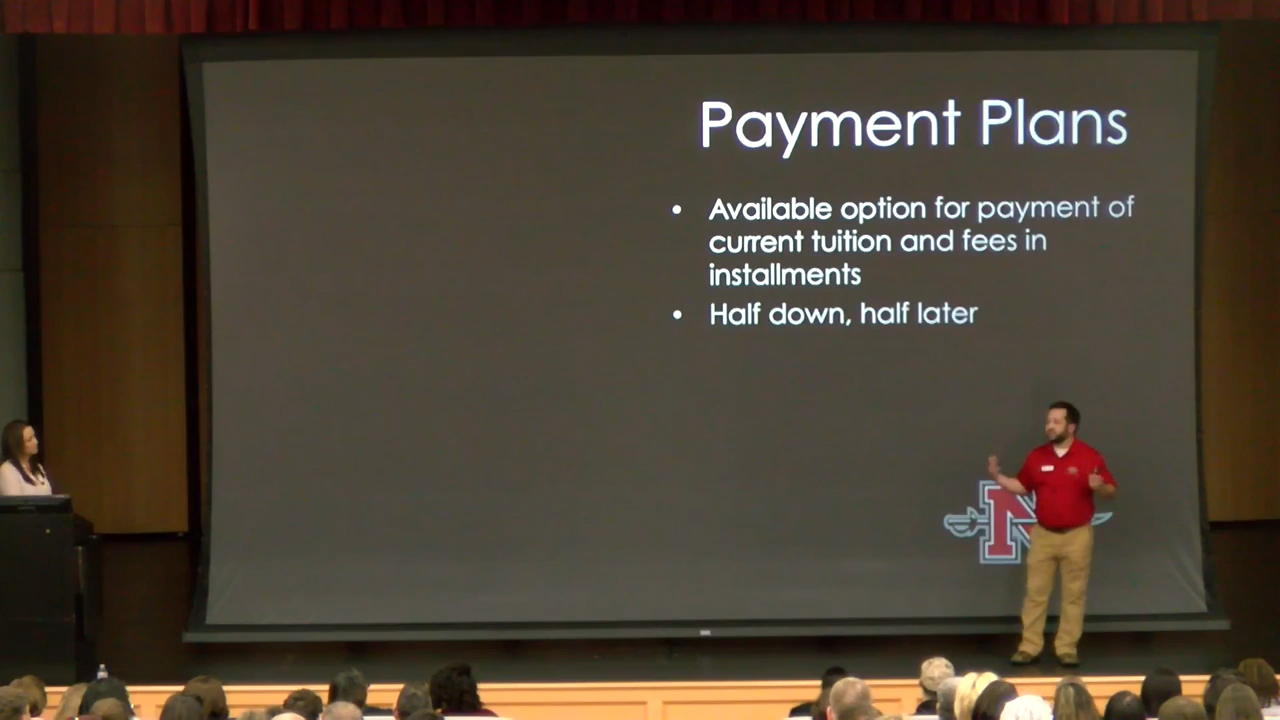 Payment Plans
• Available option for payment of
current tuition and fees in
installments
• Half down, half later
N